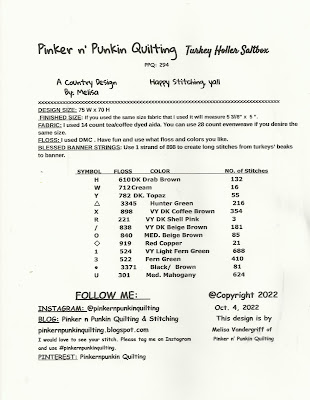 Pinker n' Punkin Quilting Turkey Holler Saltbox
PPQ: 294
A Country Design Happy Stitching, yall
By: Melisa
xxxxxxxxxxxxxxxxxxxxxxxxxxxxxxxxxxxxxxxxxxxxxxxxxxxxxxxxxxxxxxxxxxxxxxxx
DESIGN SIZE: 75 W x 70 H
FINISHED SIZE: if you used the same size fabric that I used it will measure 5 3/8" x 5 ".
FABRIC: I used 14 count tea/coffee dyed aida. You can use 28 count evenweave if you desire the
same size.
FLOSS: I used DMC . Have fun and use what floss and colors you like.
BLESSED BANNER STRINGS: Use 1 strand of 898 to create long stitches from turkeys' beaks
to banner.
SYMBOL FLOSS COLOR NO. of Stitches
H 610 DK Drab Brown 132
W 712 Cream 16
Y 782 DK. Topaz 55
△ 3345 Hunter Green 216
X 898 VY DK Coffee Brown 354
R 221 VY DK Shell Pink 3
/ 838 VY DK Beige Brown 181
O 840 MED. Beige Brown 85
◇ 919 Red Copper 21
1 524 VY Light Fern Green 688
3 522 Fern Green 410
● 3371 Black/ Brown 81
U 301 Med. Mahogany 624
FOLLOW ME: @Copyright 2022
INSTAGRAM: @pinkernpunkinquilting Oct. 4, 2022
BLOG: Pinker n' Punkin Quilting & Stitching This design is by
pinkernpunkinquilting.blogspot.com Melisa Vandergriff of
I would love to see your stitch. Please tag me on Instagram Pinker n' Punkin Quilting
and use #pinkernpunkinquilting.
PINTEREST: Pinkernpunkin Quilting